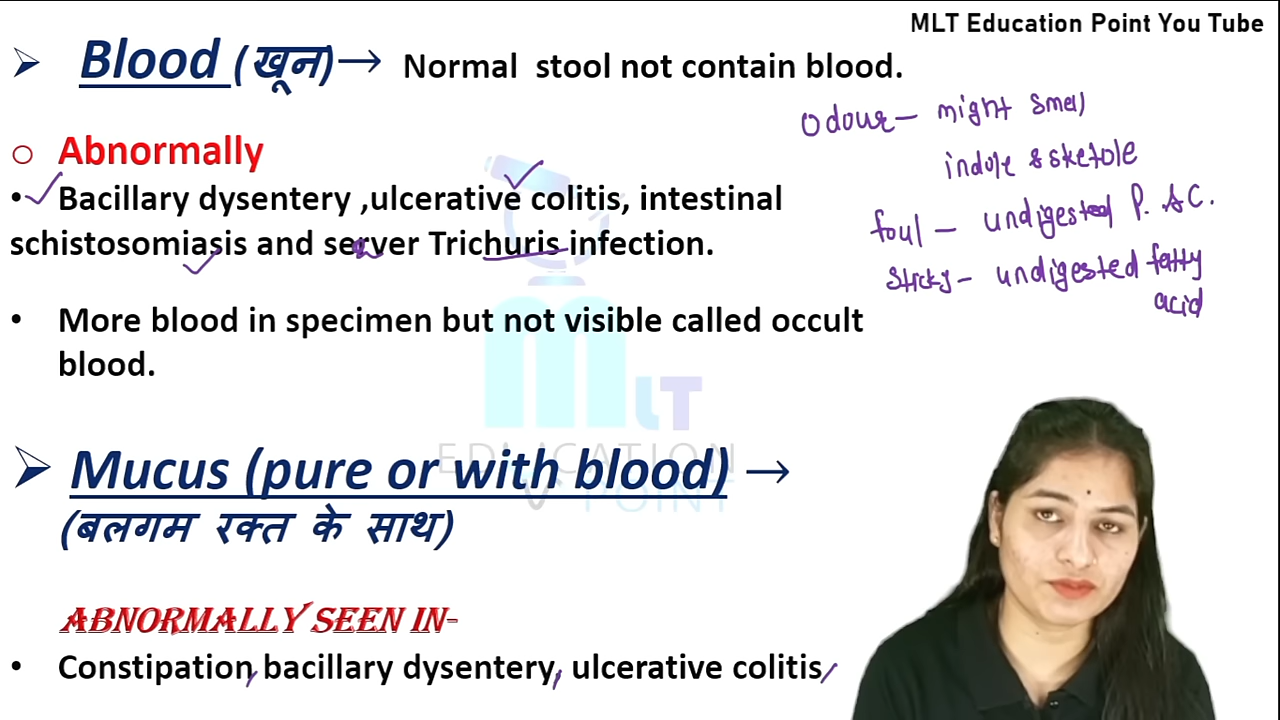 MLT Education Point You Tube
➢ Blood (खून)→ Normal stool not contain blood.
Odour – might smell
indole & sketole
foul – undigested P. & C.
sticky – undigested fatty
acid
○ Abnormally
• Bacillary dysentery ,ulcerative colitis, intestinal
schistosomiasis and server Trichuris infection.
• More blood in specimen but not visible called occult
blood.
MLT
EDUCATION
POINT
➢ Mucus (pure or with blood) →
(बलगम रक्त के साथ)
ABNORMALLY SEEN IN-
• Constipation, bacillary dysentery, ulcerative colitis,